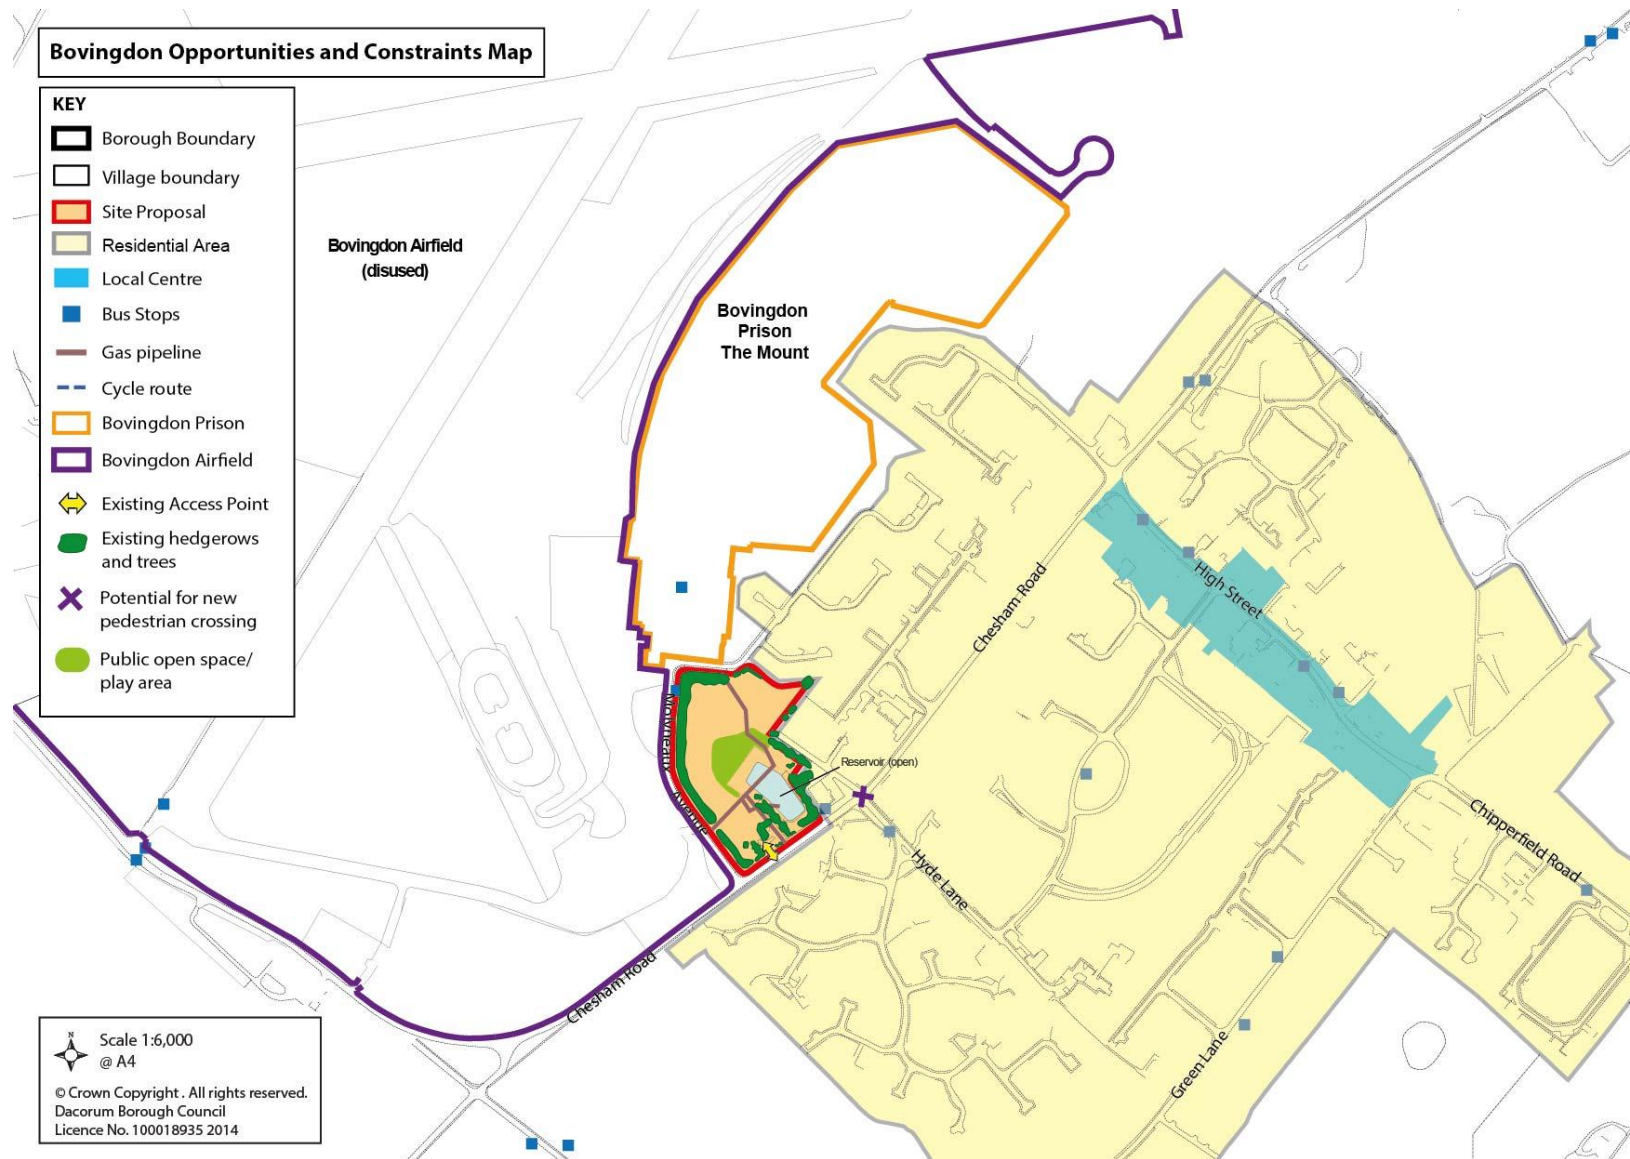 Bovingdon Opportunities and Constraints Map
KEY
Borough Boundary
Village boundary
Site Proposal
Residential Area
Local Centre
Bus Stops
Gas pipeline
Cycle route
Bovingdon Prison
Bovingdon Airfield
Existing Access Point
Existing hedgerows
and trees
Potential for new
pedestrian crossing
Public open space/
play area
Bovingdon Airfield
(disused)
Bovingdon
Prison
The Mount
High Street
Chesham Road
Reservoir (open)
Molyneaux
Avenue
Hyde Lane
Chipperfield Road
Chesham Road
Green Lane
N
Scale 1:6,000
@ A4
© Crown Copyright . All rights reserved.
Dacorum Borough Council
Licence No. 100018935 2014